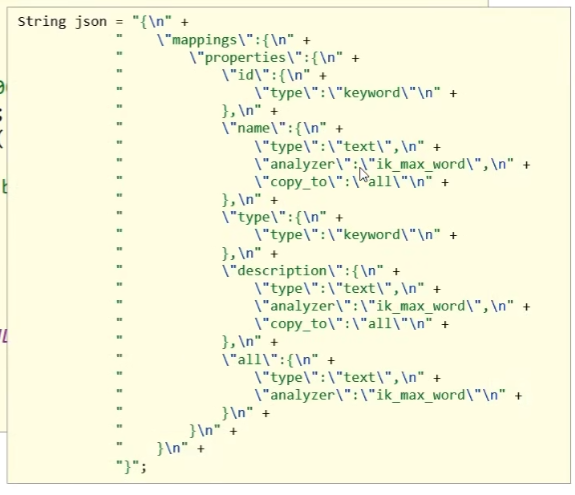 String json = "{\n" +
"    \"mappings\":{\n" +
"        \"properties\":{\n" +
"            \"id\":{\n" +
"                \"type\":\"keyword\"\n" +
"            },\n" +
"            \"name\":{\n" +
"                \"type\":\"text\",\n" +
"                \"analyzer\":\"ik_max_word\",\n" +
"                \"copy_to\":\"all\"\n" +
"            },\n" +
"            \"type\":{\n" +
"                \"type\":\"keyword\"\n" +
"            },\n" +
"            \"description\":{\n" +
"                \"type\":\"text\",\n" +
"                \"analyzer\":\"ik_max_word\",\n" +
"                \"copy_to\":\"all\"\n" +
"            },\n" +
"            \"all\":{\n" +
"                \"type\":\"text\",\n" +
"                \"analyzer\":\"ik_max_word\"\n" +
"            }\n" +
"        }\n" +
"    }\n" +
"}";